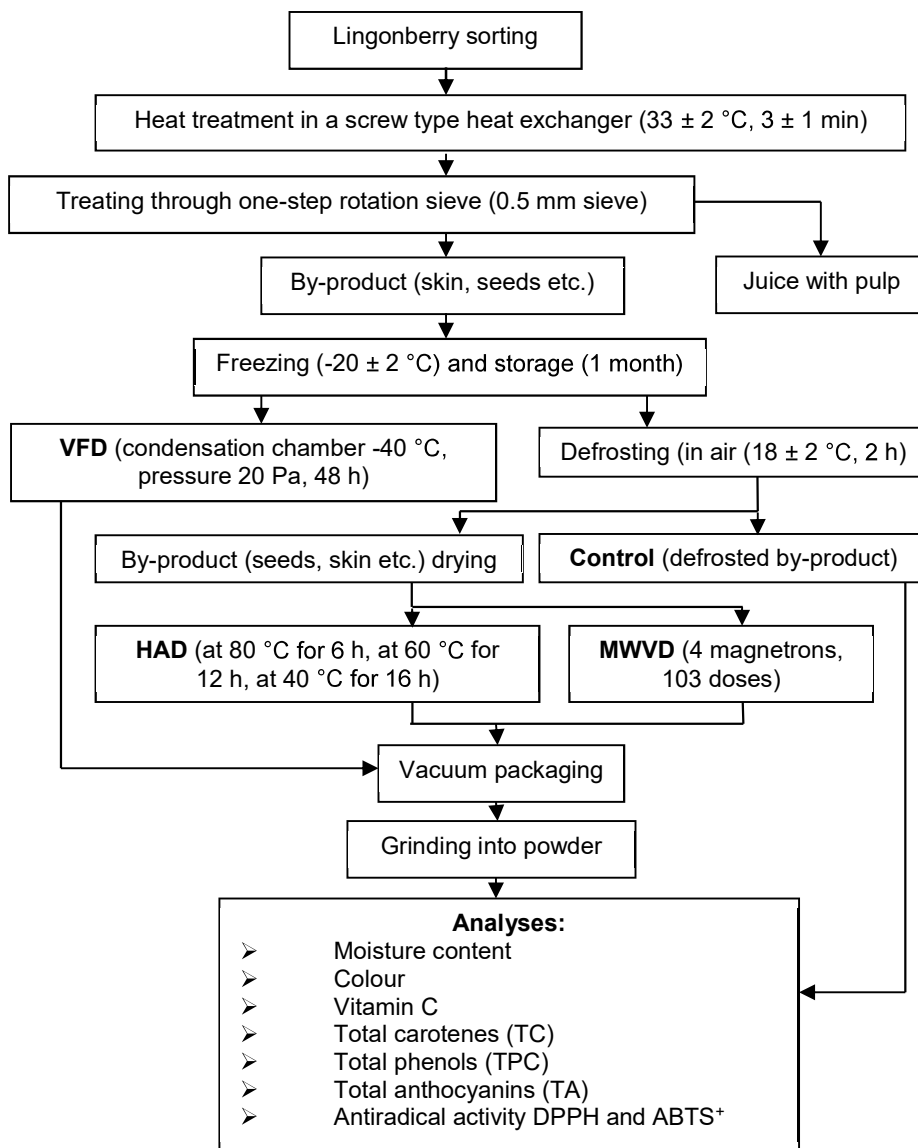 Lingonberry sorting
Heat treatment in a screw type heat exchanger (33 ± 2 °C, 3 ± 1 min)
Treating through one-step rotation sieve (0.5 mm sieve)
By-product (skin, seeds etc.)
Juice with pulp
Freezing (-20 ± 2 °C) and storage (1 month)
VFD (condensation chamber -40 °C,
pressure 20 Pa, 48 h)
Defrosting (in air (18 ± 2 °C, 2 h)
By-product (seeds, skin etc.) drying
Control (defrosted by-product)
HAD (at 80 °C for 6 h, at 60 °C for
12 h, at 40 °C for 16 h)
MWVD (4 magnetrons,
103 doses)
Vacuum packaging
Grinding into powder
Analyses:
➢ Moisture content
➢ Colour
➢ Vitamin C
➢ Total carotenes (TC)
➢ Total phenols (TPC)
➢ Total anthocyanins (TA)
➢ Antiradical activity DPPH and ABTS⁺